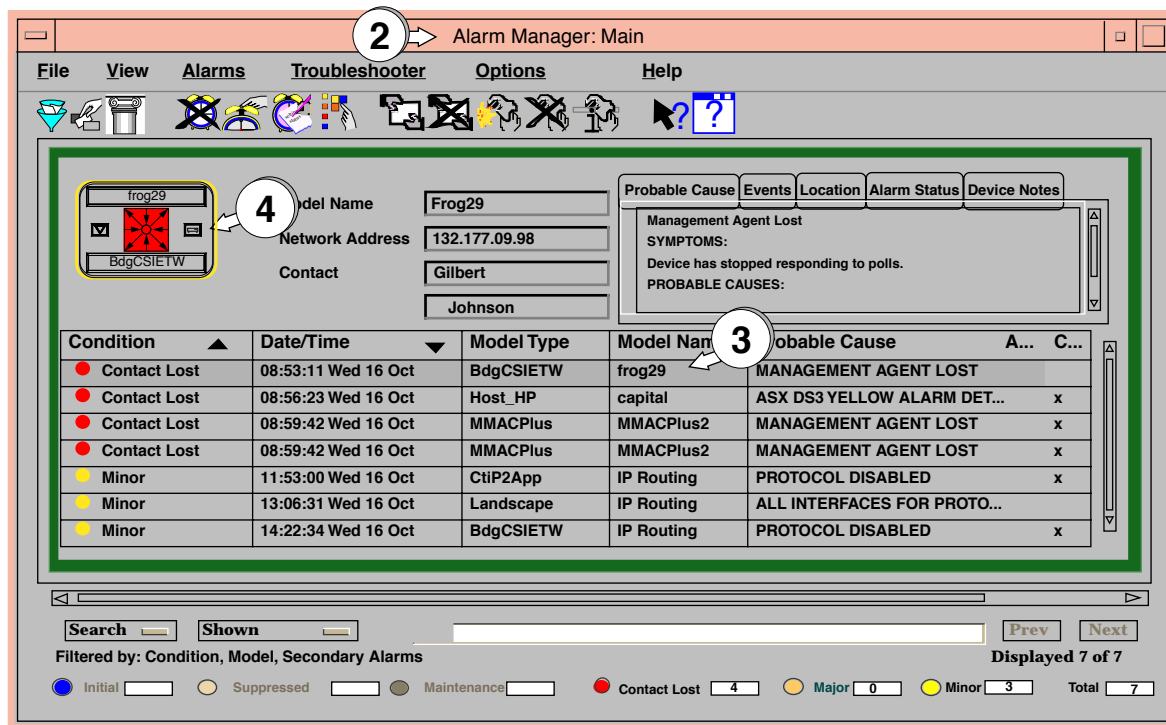 2 Alarm Manager: Main
File View Alarms Troubleshooter Options Help
? ?
frog29
BdgCSIETW
4
odel Name Frog29
Network Address 132.177.09.98
Contact Gilbert
Johnson
Probable Cause Events Location Alarm Status Device Notes
Management Agent Lost
SYMPTOMS:
Device has stopped responding to polls.
PROBABLE CAUSES:
Condition Date/Time Model Type Model Nam 3 robable Cause A... C...
Contact Lost 08:53:11 Wed 16 Oct BdgCSIETW frog29 MANAGEMENT AGENT LOST
Contact Lost 08:56:23 Wed 16 Oct Host_HP capital ASX DS3 YELLOW ALARM DET... x
Contact Lost 08:59:42 Wed 16 Oct MMACPlus MMACPlus2 MANAGEMENT AGENT LOST x
Contact Lost 08:59:42 Wed 16 Oct MMACPlus MMACPlus2 MANAGEMENT AGENT LOST x
Minor 11:53:00 Wed 16 Oct CtiP2App IP Routing PROTOCOL DISABLED x
Minor 13:06:31 Wed 16 Oct Landscape IP Routing ALL INTERFACES FOR PROTO...
Minor 14:22:34 Wed 16 Oct BdgCSIETW IP Routing PROTOCOL DISABLED x
Search Shown Prev Next
Filtered by: Condition, Model, Secondary Alarms Displayed 7 of 7
Initial Suppressed Maintenance Contact Lost 4 Major 0 Minor 3 Total 7